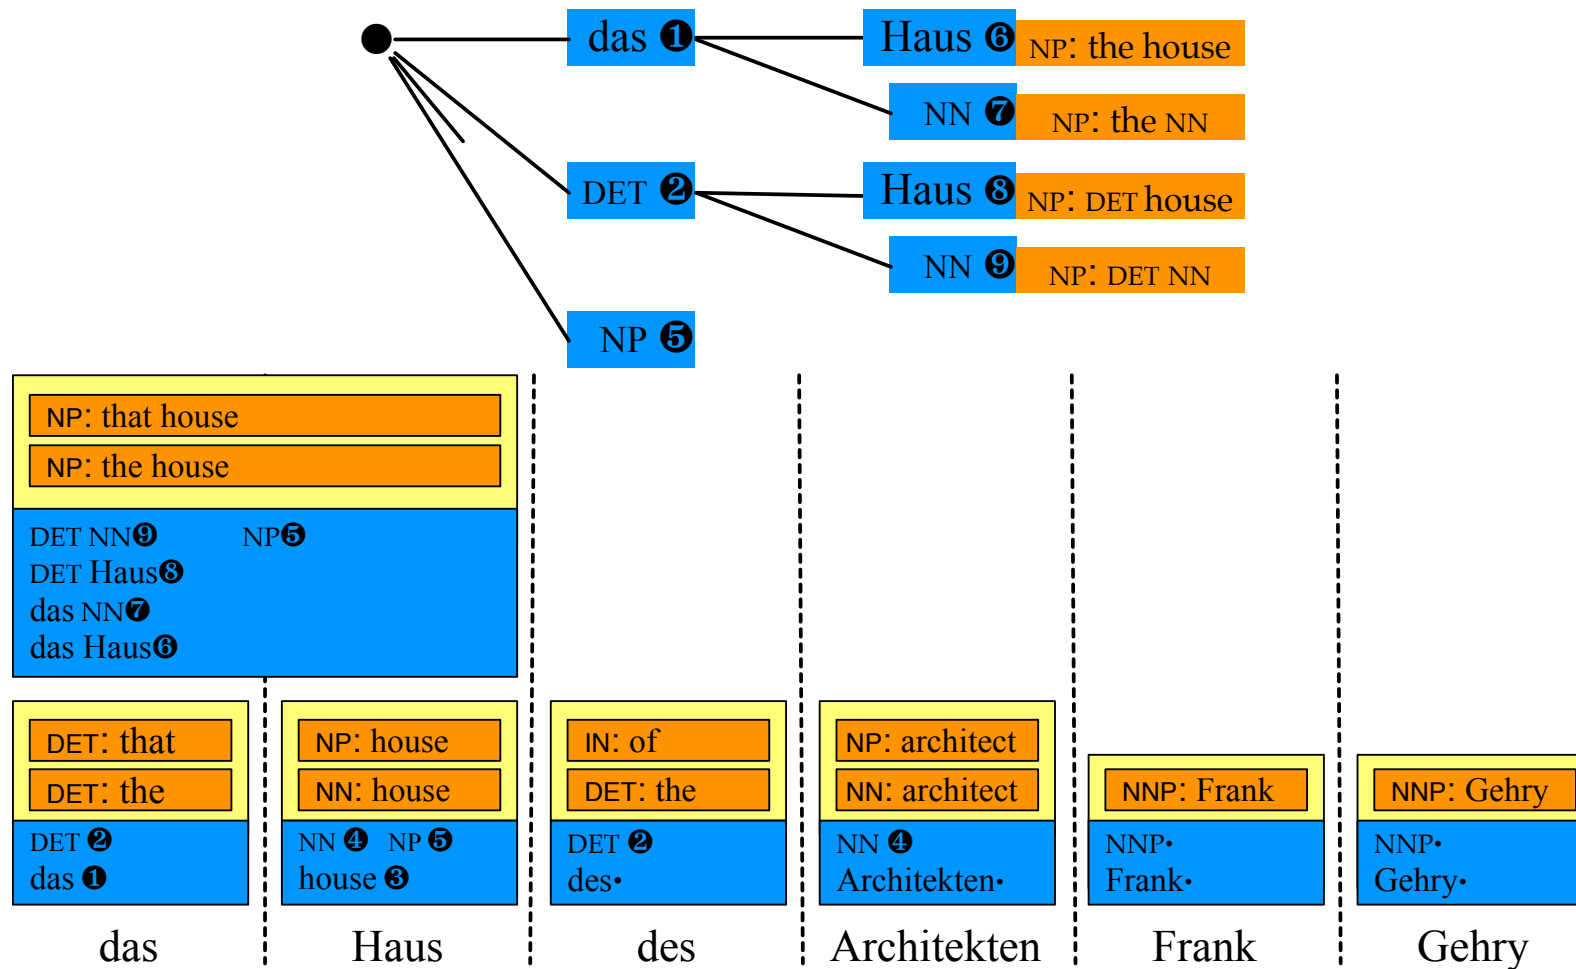 das ❶
Haus ❻ NP: the house
NN ❼ NP: the NN
DET ❷
Haus ❽ NP: DET house
NN ❾ NP: DET NN
NP ❺
NP: that house
NP: the house
DET NN❾ NP❺
DET Haus❽
das NN❼
das Haus❻
DET: that
DET: the
DET ❷
das ❶
NP: house
NN: house
NN ❹ NP ❺
house ❸
IN: of
DET: the
DET ❷
des•
NP: architect
NN: architect
NN ❹
Architekten•
NNP: Frank
NNP•
Frank•
NNP: Gehry
NNP•
Gehry•
das Haus des Architekten Frank Gehry